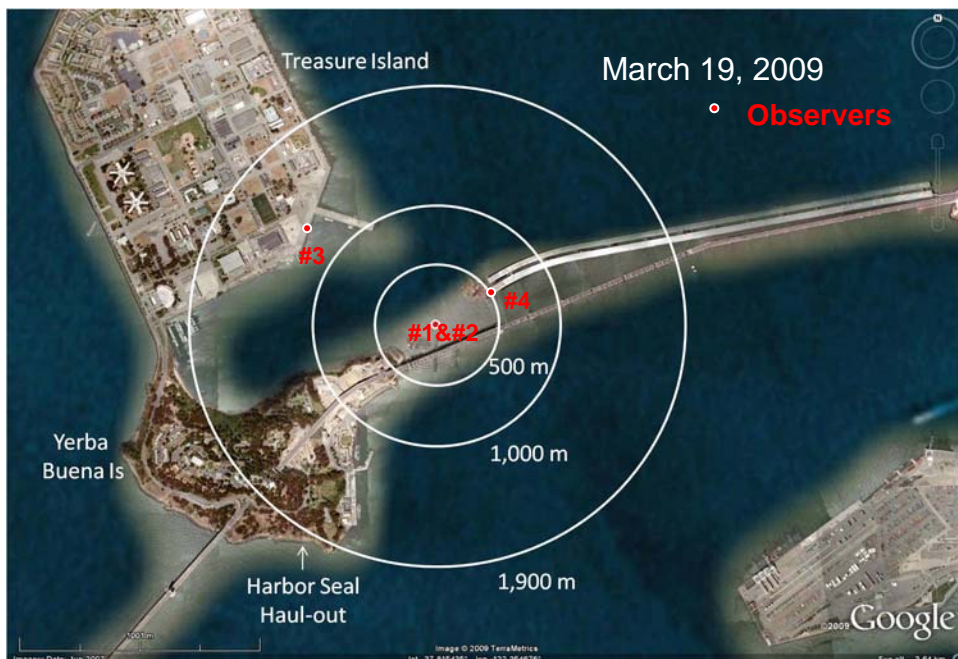 Treasure Island
March 19, 2009
Observers
#3
#4
#1&#2
500 m
Yerba
Buena Is
1,000 m
Harbor Seal
Haul-out
1,900 m
N
©2009 Google
Image © 2009 TerraMetrics